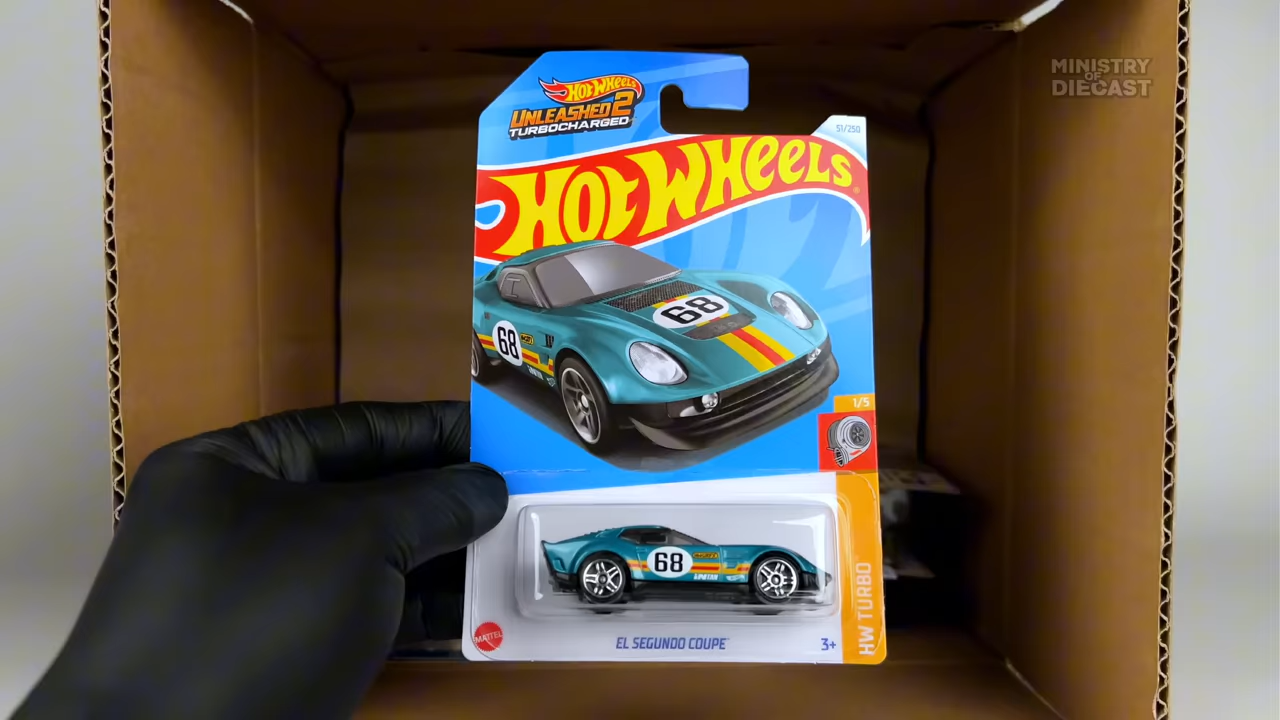 MINISTRY
OF
DIECAST
HOT WHEELS
UNLEASHED 2
TURBOCHARGED
51/250
HOT WHEELS
68
68
1/5
68
HW TURBO
MATTEL
EL SEGUNDO COUPE™
3+